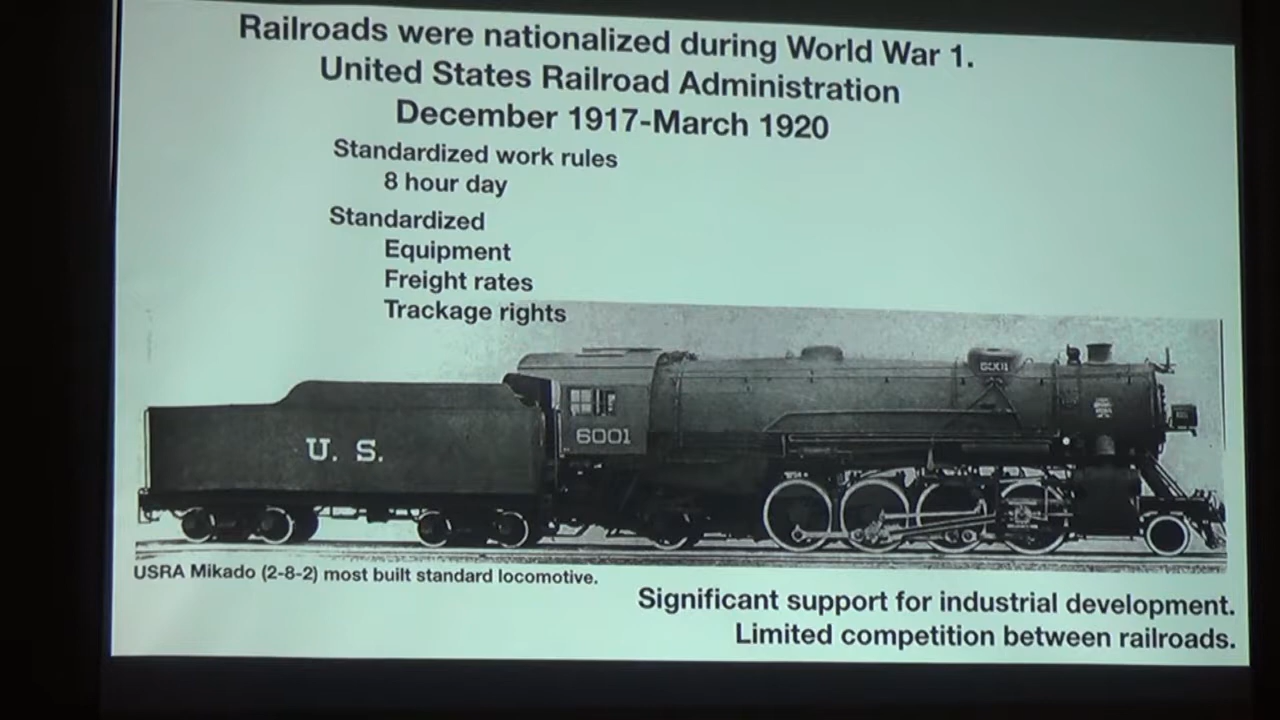 Railroads were nationalized during World War 1.
United States Railroad Administration
December 1917-March 1920
Standardized work rules
8 hour day
Standardized
Equipment
Freight rates
Trackage rights
6001
6001
U. S.
USRA Mikado (2-8-2) most built standard locomotive.
Significant support for industrial development.
Limited competition between railroads.